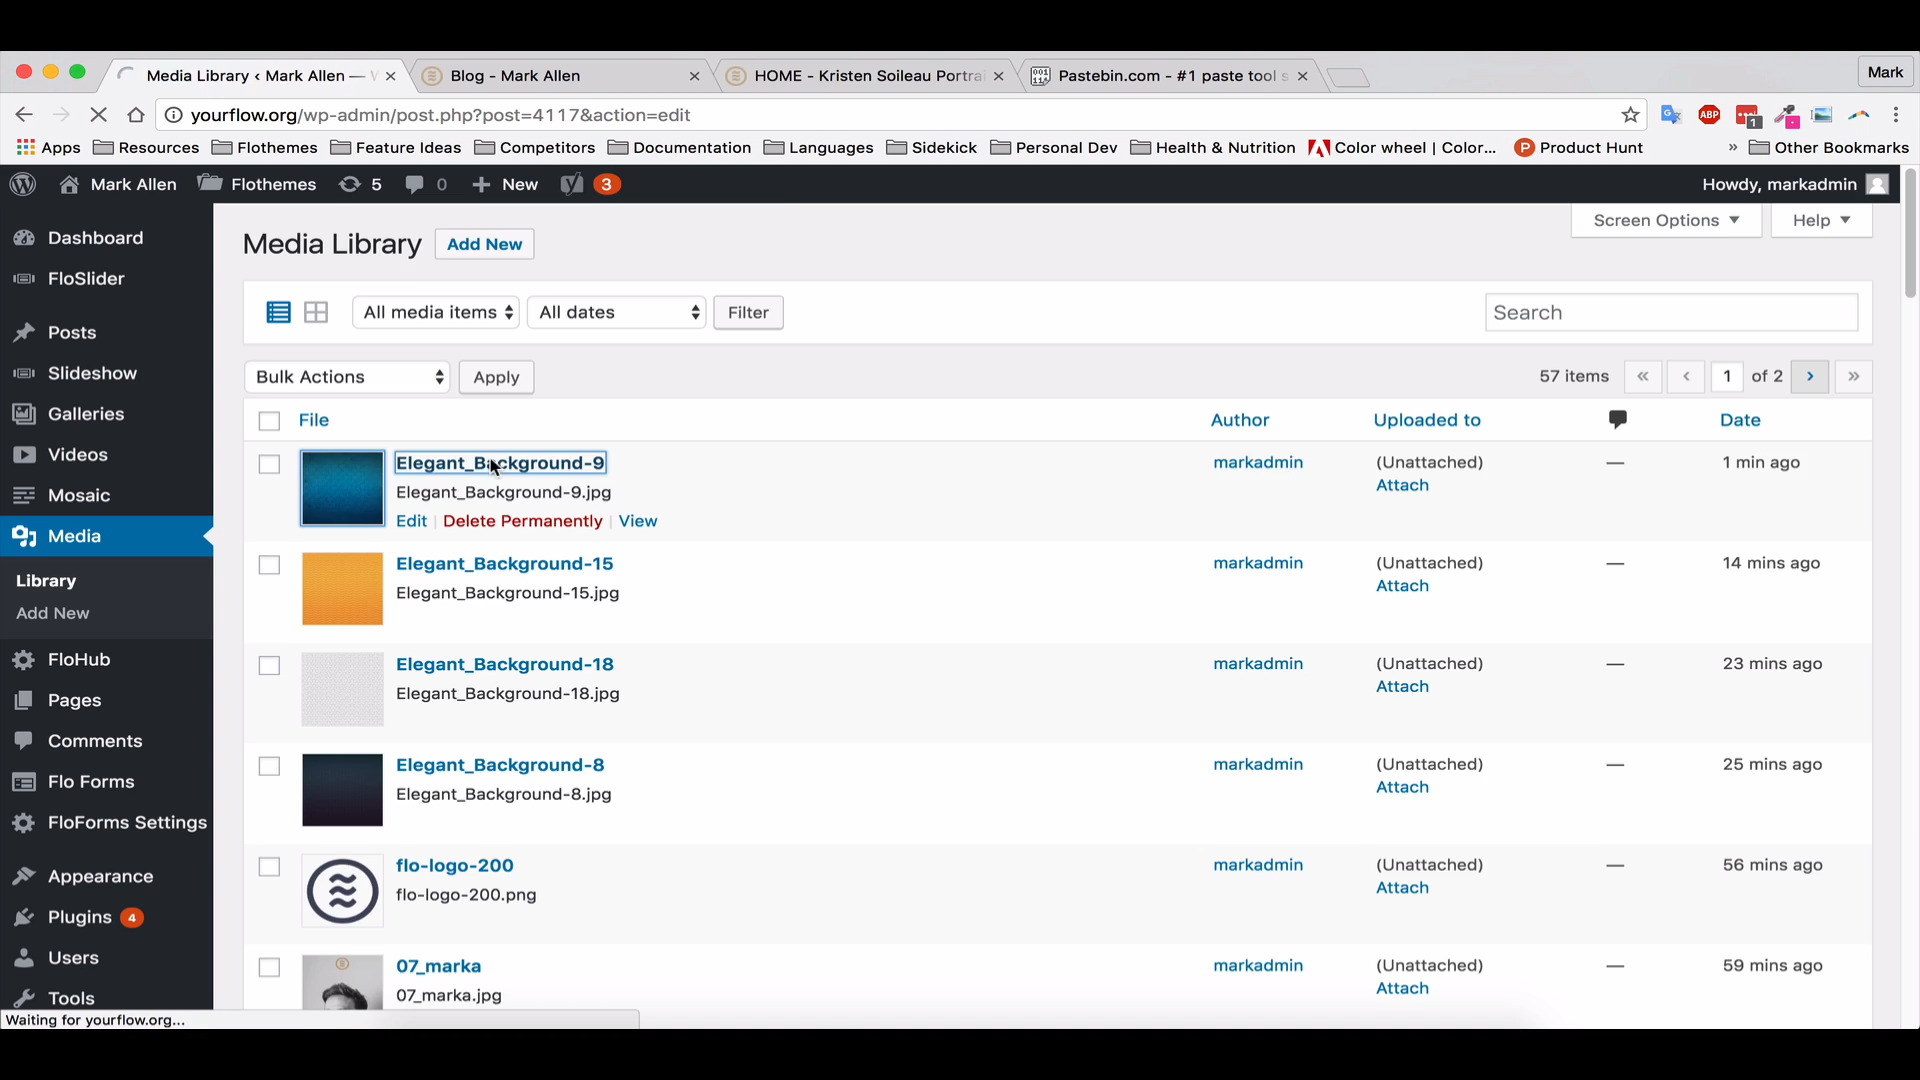 Media Library ‹ Mark Allen —
Blog - Mark Allen
HOME - Kristen Soileau Portra
Pastebin.com - #1 paste tool s
Mark
yourflow.org/wp-admin/post.php?post=4117&action=edit
ABP
1
Apps
Resources
Flothemes
Feature Ideas
Competitors
Documentation
Languages
Sidekick
Personal Dev
Health & Nutrition
Color wheel | Color...
Product Hunt
»
Other Bookmarks
Mark Allen
Flothemes
5
0
New
3
Howdy, markadmin
Dashboard
FloSlider
Posts
Slideshow
Galleries
Videos
Mosaic
Media
Library
Add New
FloHub
Pages
Comments
Flo Forms
FloForms Settings
Appearance
Plugins 4
Users
Tools
Waiting for yourflow.org...
Screen Options
Help
Media Library
Add New
All media items
All dates
Filter
Search
Bulk Actions
Apply
57 items « ‹ 1 of 2 › »
File Author Uploaded to Date
Elegant_Background-9 markadmin (Unattached) — 1 min ago
Elegant_Background-9.jpg Attach
Edit | Delete Permanently | View
Elegant_Background-15 markadmin (Unattached) — 14 mins ago
Elegant_Background-15.jpg Attach
Elegant_Background-18 markadmin (Unattached) — 23 mins ago
Elegant_Background-18.jpg Attach
Elegant_Background-8 markadmin (Unattached) — 25 mins ago
Elegant_Background-8.jpg Attach
flo-logo-200 markadmin (Unattached) — 56 mins ago
flo-logo-200.png Attach
07_marka markadmin (Unattached) — 59 mins ago
07_marka.jpg Attach